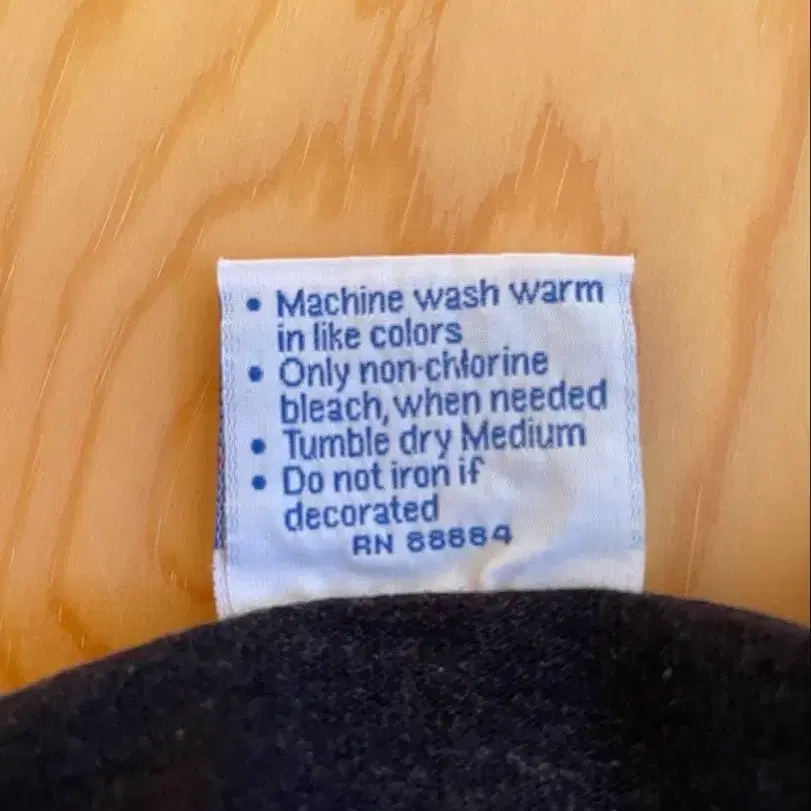 • Machine wash warm
in like colors
• Only non-chlorine
bleach, when needed
• Tumble dry Medium
• Do not iron if
decorated
RN 88884